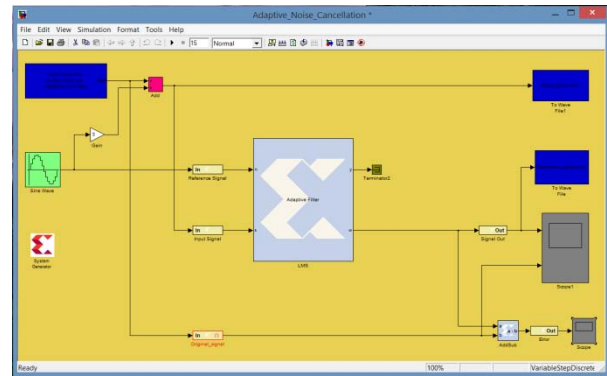 Adaptive_Noise_Cancellation *
File Edit View Simulation Format Tools Help
15 Normal
Add
To Wave
File1
Gain
Sine Wave
In
Reference Signal
Adaptive Filter
Terminator2
To Wave
File
In
Input Signal
LMS
Out
Signal Out
Scope1
System
Generator
In
Original_signal
AddSub
Out
Error
Scope
Ready
100%
VariableStepDiscrete